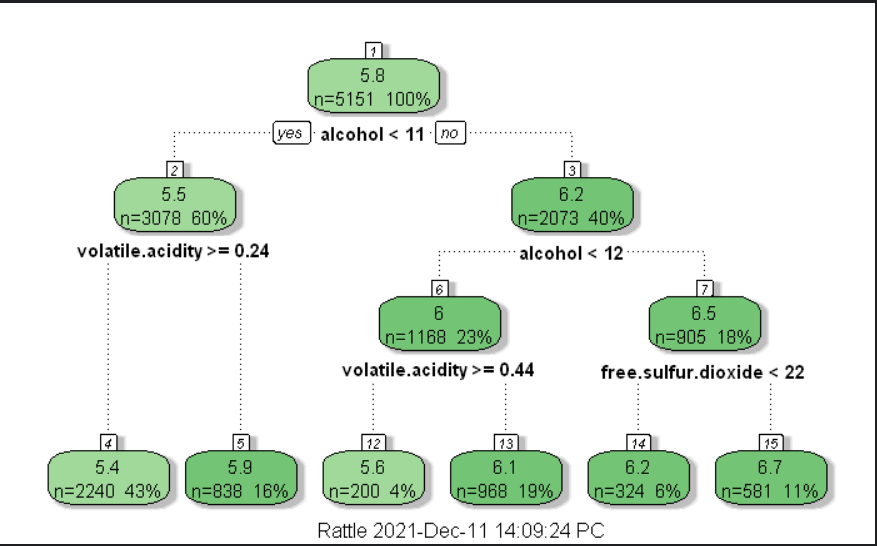 1
5.8
n=5151 100%
yes alcohol < 11 no
2 3
5.5 6.2
n=3078 60% n=2073 40%
volatile.acidity >= 0.24 alcohol < 12
6 7
6 6.5
n=1168 23% n=905 18%
volatile.acidity >= 0.44 free.sulfur.dioxide < 22
4 5 12 13 14 15
5.4 5.9 5.6 6.1 6.2 6.7
n=2240 43% n=838 16% n=200 4% n=968 19% n=324 6% n=581 11%
Rattle 2021-Dec-11 14:09:24 PC